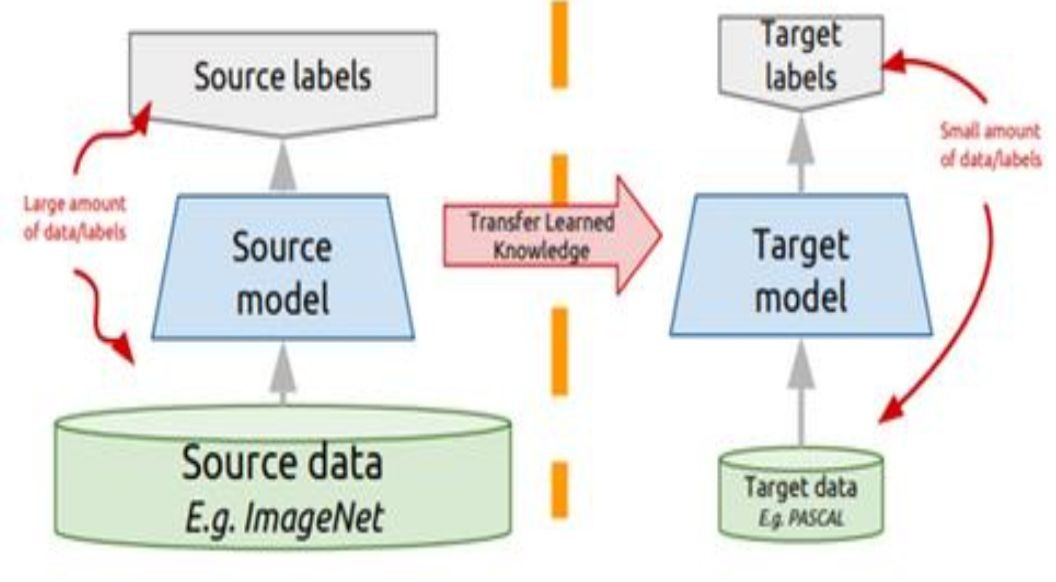 Source labels
Large amount
of data/labels
Source
model
Source data
E.g. ImageNet
Transfer Learned
Knowledge
Target
labels
Small amount
of data/labels
Target
model
Target data
E.g. PASCAL